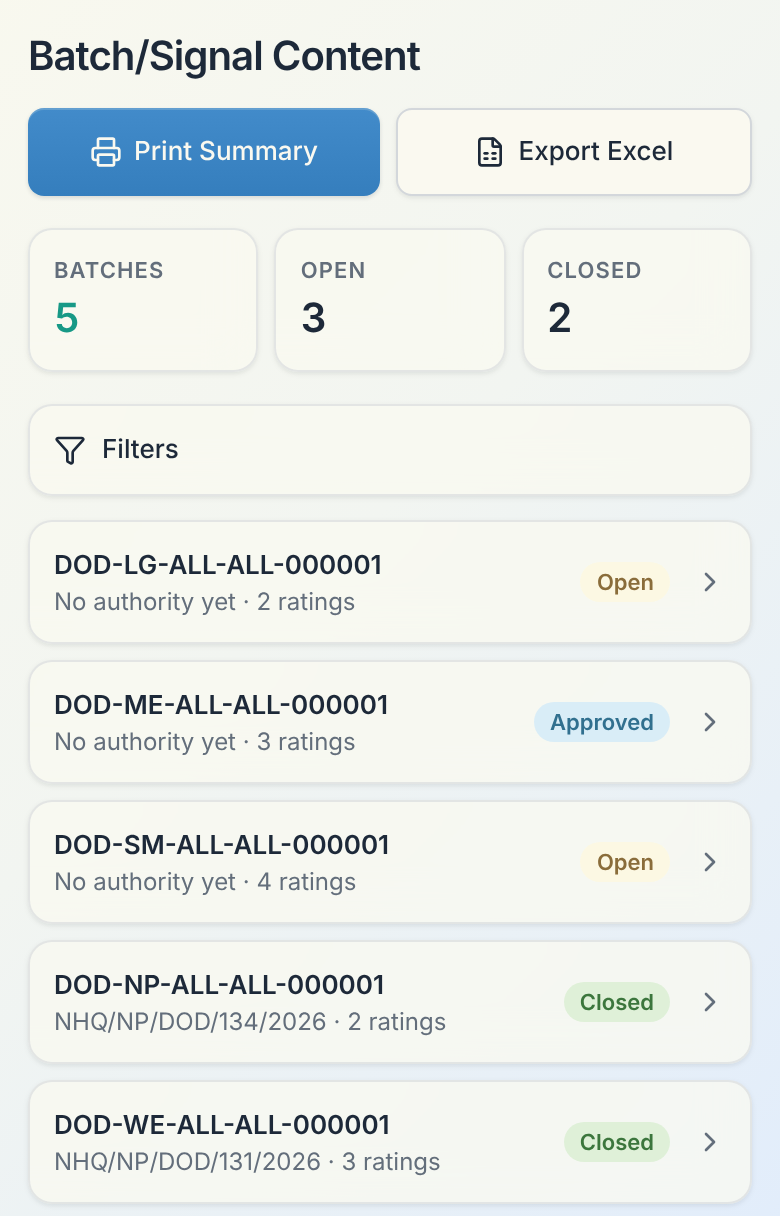 Batch/Signal Content
Print Summary
Export Excel
BATCHES
5
OPEN
3
CLOSED
2
Filters
DOD-LG-ALL-ALL-000001
No authority yet · 2 ratings
Open
DOD-ME-ALL-ALL-000001
No authority yet · 3 ratings
Approved
DOD-SM-ALL-ALL-000001
No authority yet · 4 ratings
Open
DOD-NP-ALL-ALL-000001
NHQ/NP/DOD/134/2026 · 2 ratings
Closed
DOD-WE-ALL-ALL-000001
NHQ/NP/DOD/131/2026 · 3 ratings
Closed